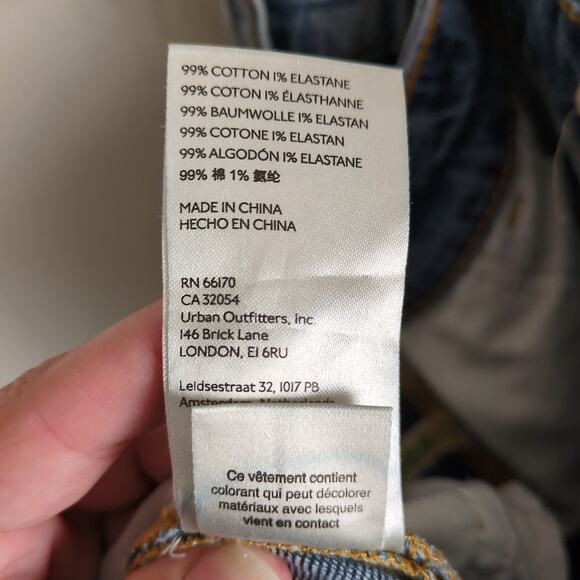 99% COTTON 1% ELASTANE
99% COTON 1% ÉLASTHANNE
99% BAUMWOLLE 1% ELASTAN
99% COTONE 1% ELASTAN
99% ALGODÓN 1% ELASTANE
99% 棉 1% 氨纶
MADE IN CHINA
HECHO EN CHINA
RN 66170
CA 32054
Urban Outfitters, Inc.
146 Brick Lane
LONDON, E1 6RU
Leidsestraat 32, 1017 PB
Amsterdam, Netherlands
Ce vêtement contient
colorant qui peut décolorer
matériaux avec lesquels
vient en contact